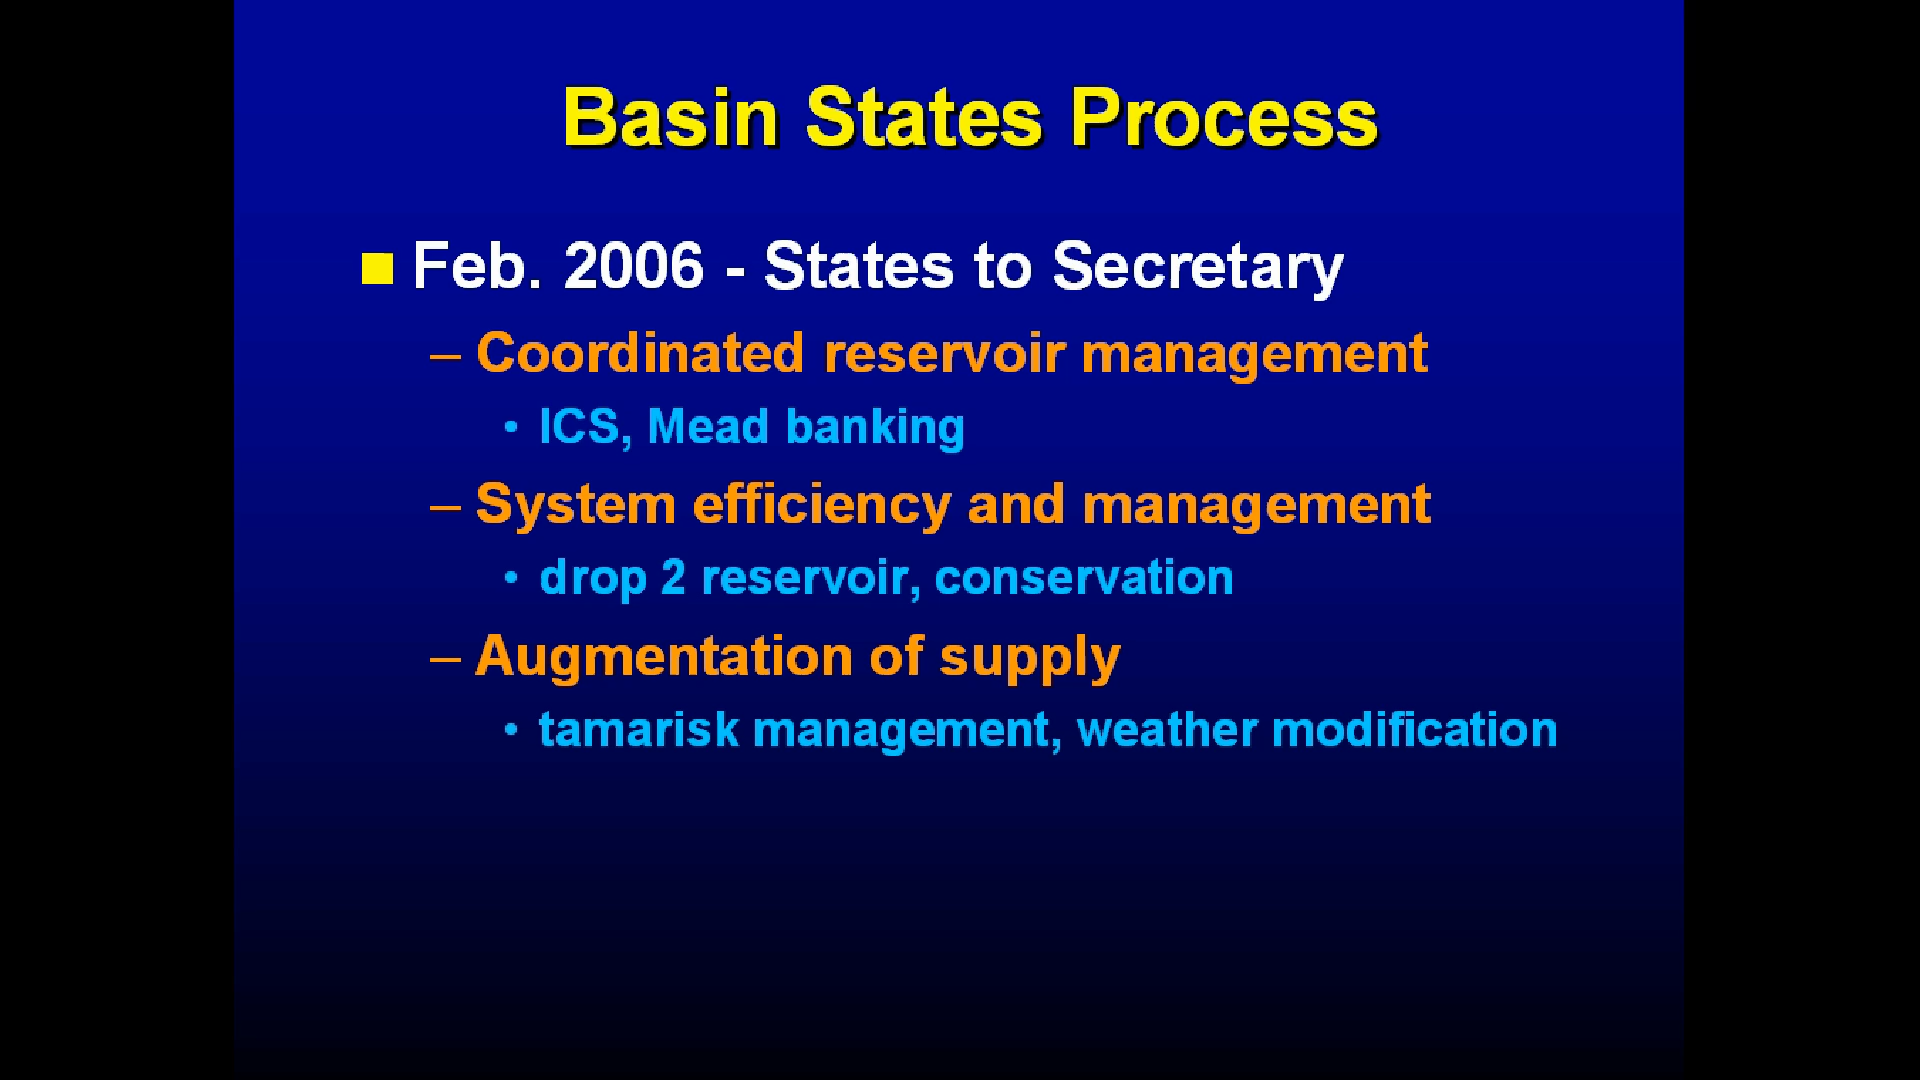 Basin States Process
■ Feb. 2006 - States to Secretary
– Coordinated reservoir management
• ICS, Mead banking
– System efficiency and management
• drop 2 reservoir, conservation
– Augmentation of supply
• tamarisk management, weather modification